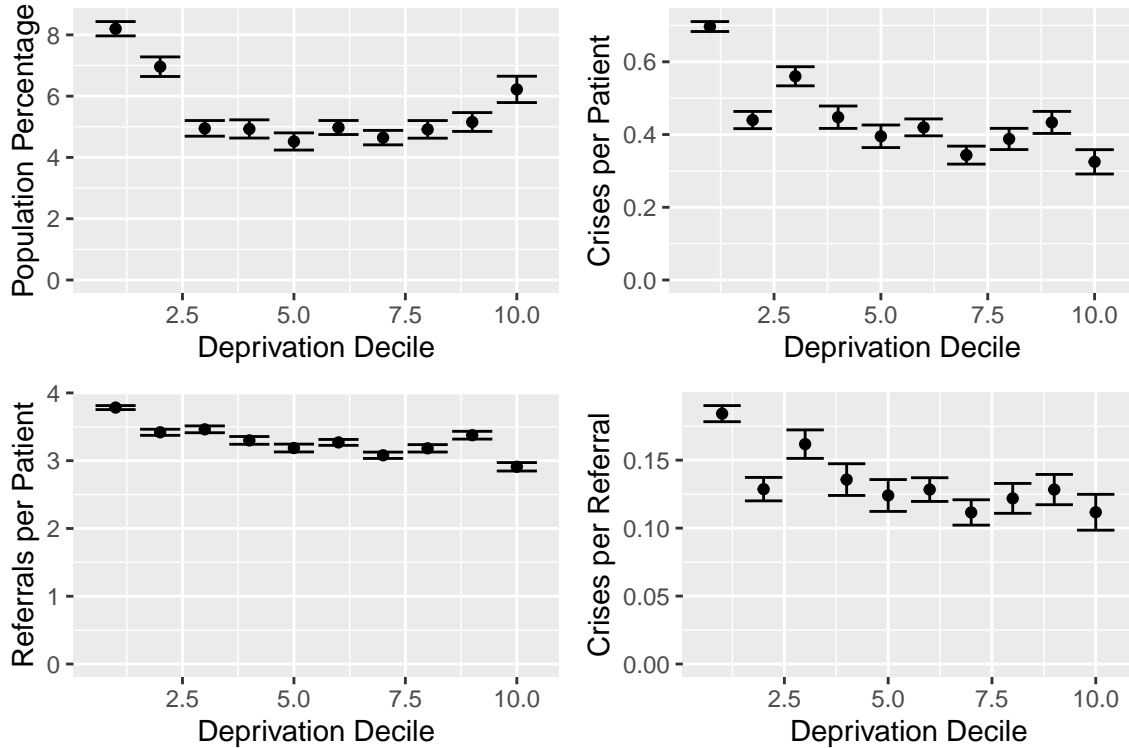 Population Percentage
8
6
4
2
0
2.5 5.0 7.5 10.0
Deprivation Decile
Crises per Patient
0.6
0.4
0.2
0.0
2.5 5.0 7.5 10.0
Deprivation Decile
Referrals per Patient
4
3
2
1
0
2.5 5.0 7.5 10.0
Deprivation Decile
Crises per Referral
0.15
0.10
0.05
0.00
2.5 5.0 7.5 10.0
Deprivation Decile